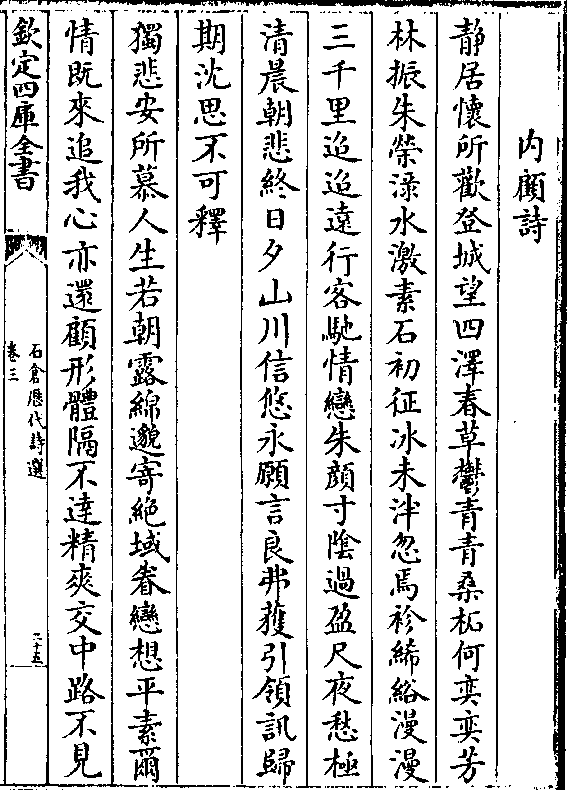 内顧詩
静居懷所歡登城望四澤春草鬱青青桑柘何奕奕芳
林振朱榮渌水激素石初征冰未泮忽焉袗絺綌漫漫
三千里迢迢遠行客馳情戀朱顔寸隂過盈尺夜愁極
清晨朝悲終日夕山川信悠永願言良弗獲引領訊歸
期沈思不可釋
獨悲安所慕人生若朝露綿邈寄絶域眷戀想平素爾
情既來追我心亦還顧形體隔不達精爽交中路不見
欽定四庫全書
石倉歴代詩選
卷三
二十五